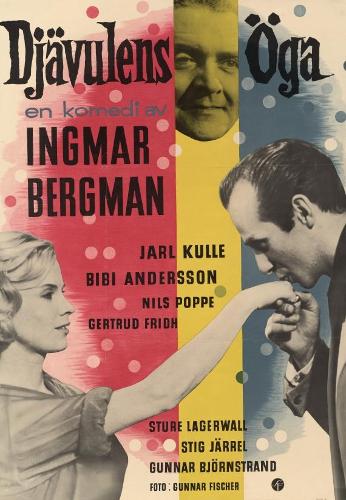 Djävulens Öga
en komedi av
INGMAR
BERGMAN
JARL KULLE
BIBI ANDERSSON
NILS POPPE
GERTRUD FRIDH
STURE LAGERWALL
STIG JÄRREL
GUNNAR BJÖRNSTRAND
FOTO: GUNNAR FISCHER